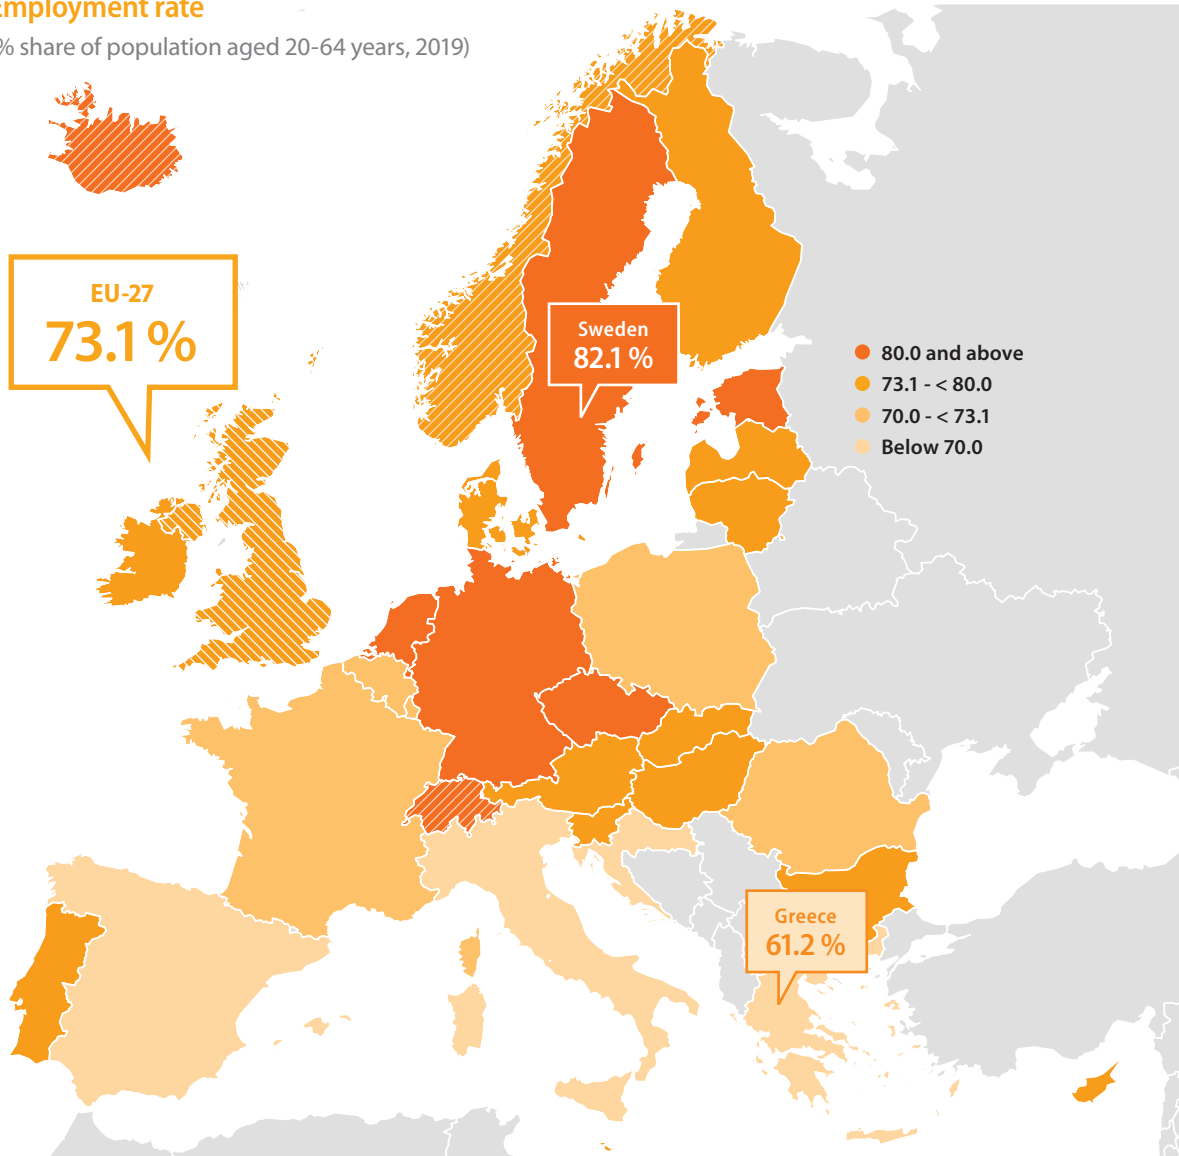 Employment rate
% share of population aged 20-64 years, 2019)
EU-27
73.1 %
Sweden
82.1 %
80.0 and above
73.1 - < 80.0
70.0 - < 73.1
Below 70.0
Greece
61.2 %